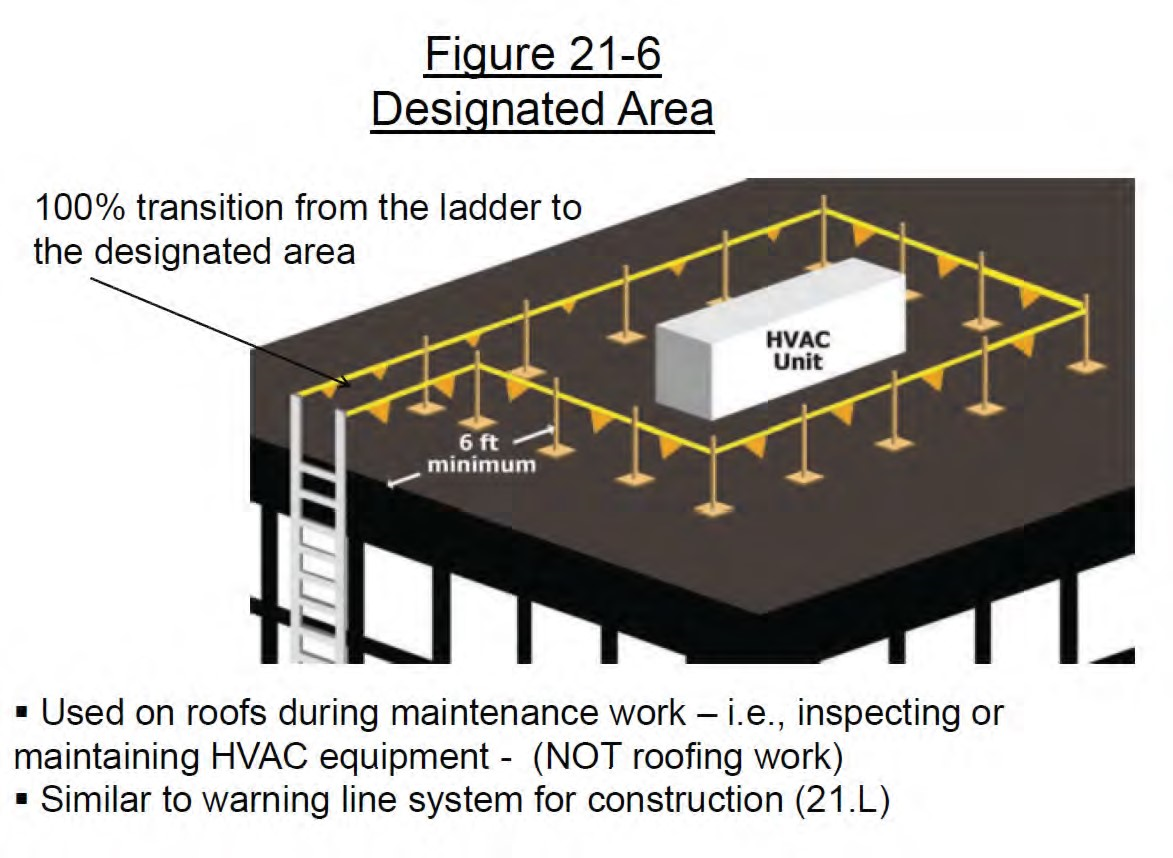 Figure 21-6
Designated Area
100% transition from the ladder to
the designated area
HVAC
Unit
6 ft
minimum
▪ Used on roofs during maintenance work – i.e., inspecting or
maintaining HVAC equipment - (NOT roofing work)
▪ Similar to warning line system for construction (21.L)